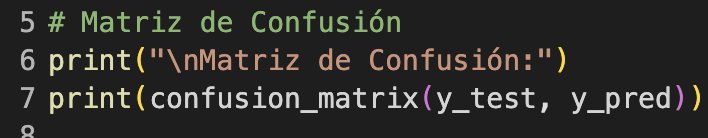 5 # Matriz de Confusión
6 print("\nMatriz de Confusión:")
7 print(confusion_matrix(y_test, y_pred))
8